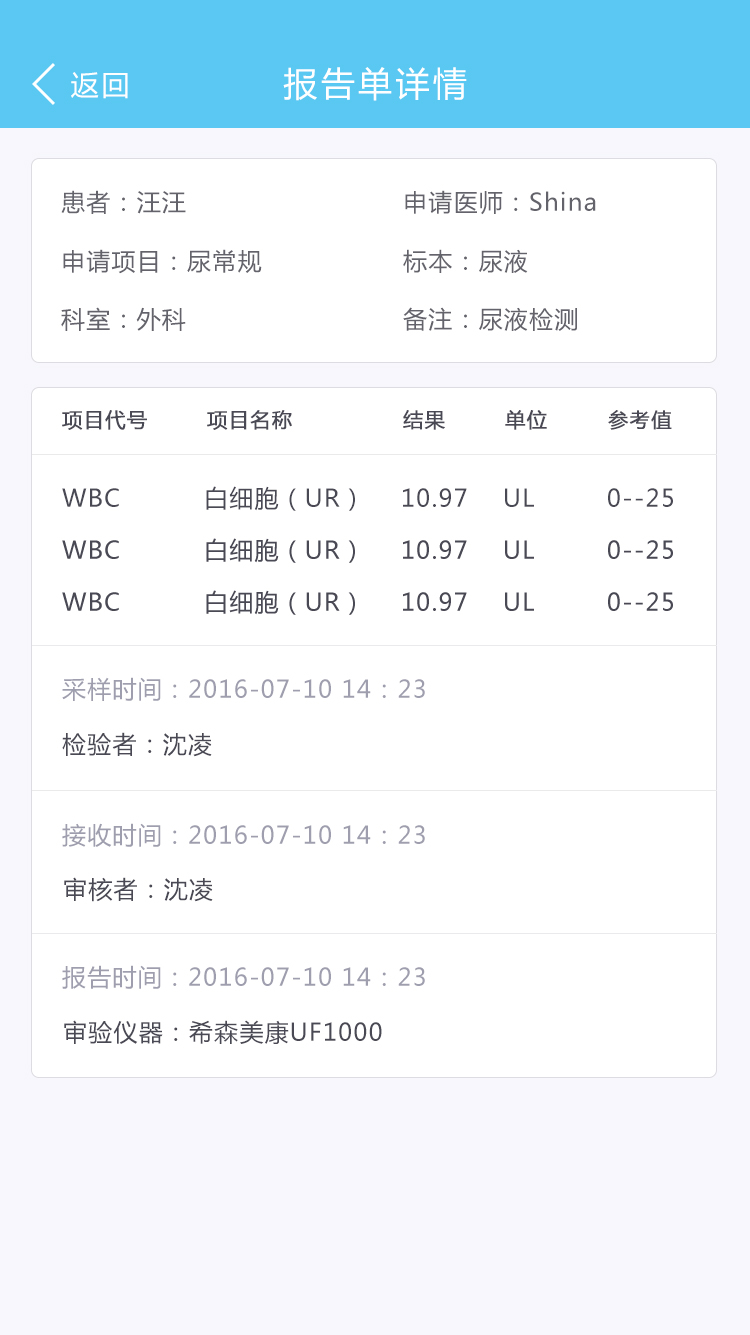 返回 报告单详情
患者：汪汪 申请医师：Shina
申请项目：尿常规 标本：尿液
科室：外科 备注：尿液检测
项目代号 项目名称 结果 单位 参考值
WBC 白细胞（UR） 10.97 UL 0--25
WBC 白细胞（UR） 10.97 UL 0--25
WBC 白细胞（UR） 10.97 UL 0--25
采样时间：2016-07-10 14：23
检验者：沈凌
接收时间：2016-07-10 14：23
审核者：沈凌
报告时间：2016-07-10 14：23
审验仪器：希森美康UF1000